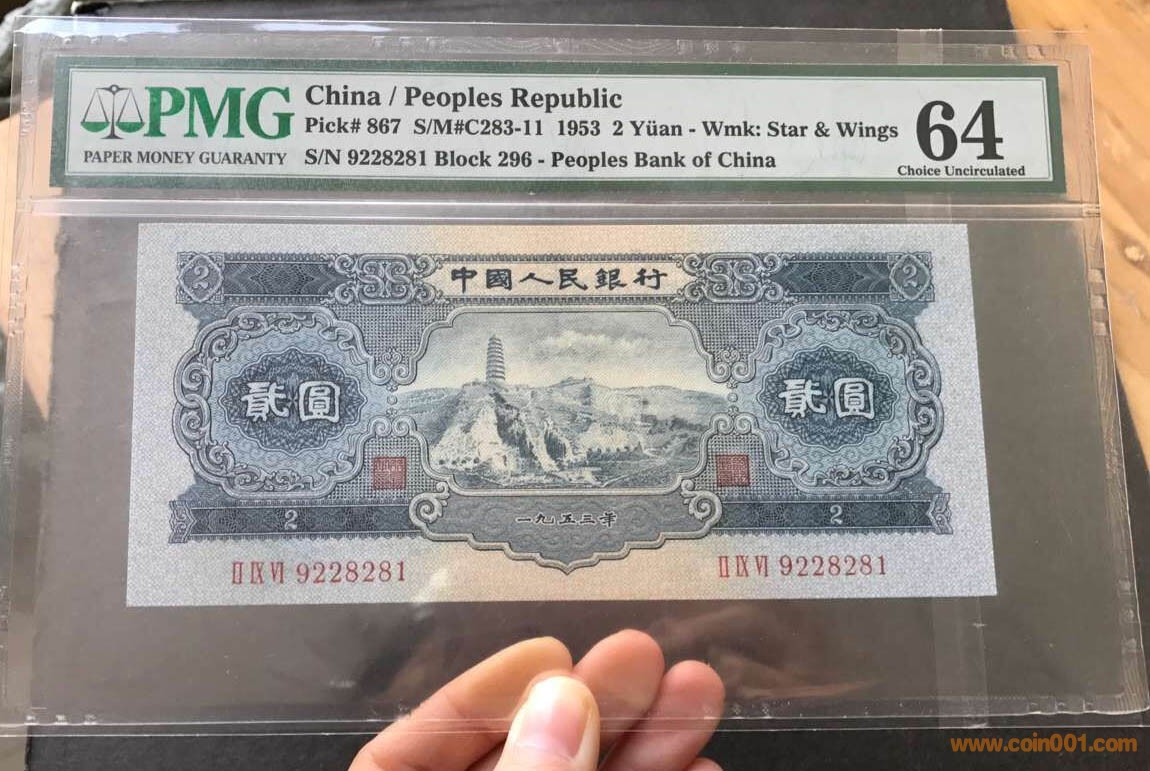 PMG
PAPER MONEY GUARANTY
China / Peoples Republic
Pick# 867 S/M#C283-11 1953 2 Yüan - Wmk: Star & Wings
S/N 9228281 Block 296 - Peoples Bank of China
64
Choice Uncirculated
2 中國人民銀行 2
貳圓 貳圓
一九五三年
2 2
II IX VI 9228281 II IX VI 9228281
www.coin001.com